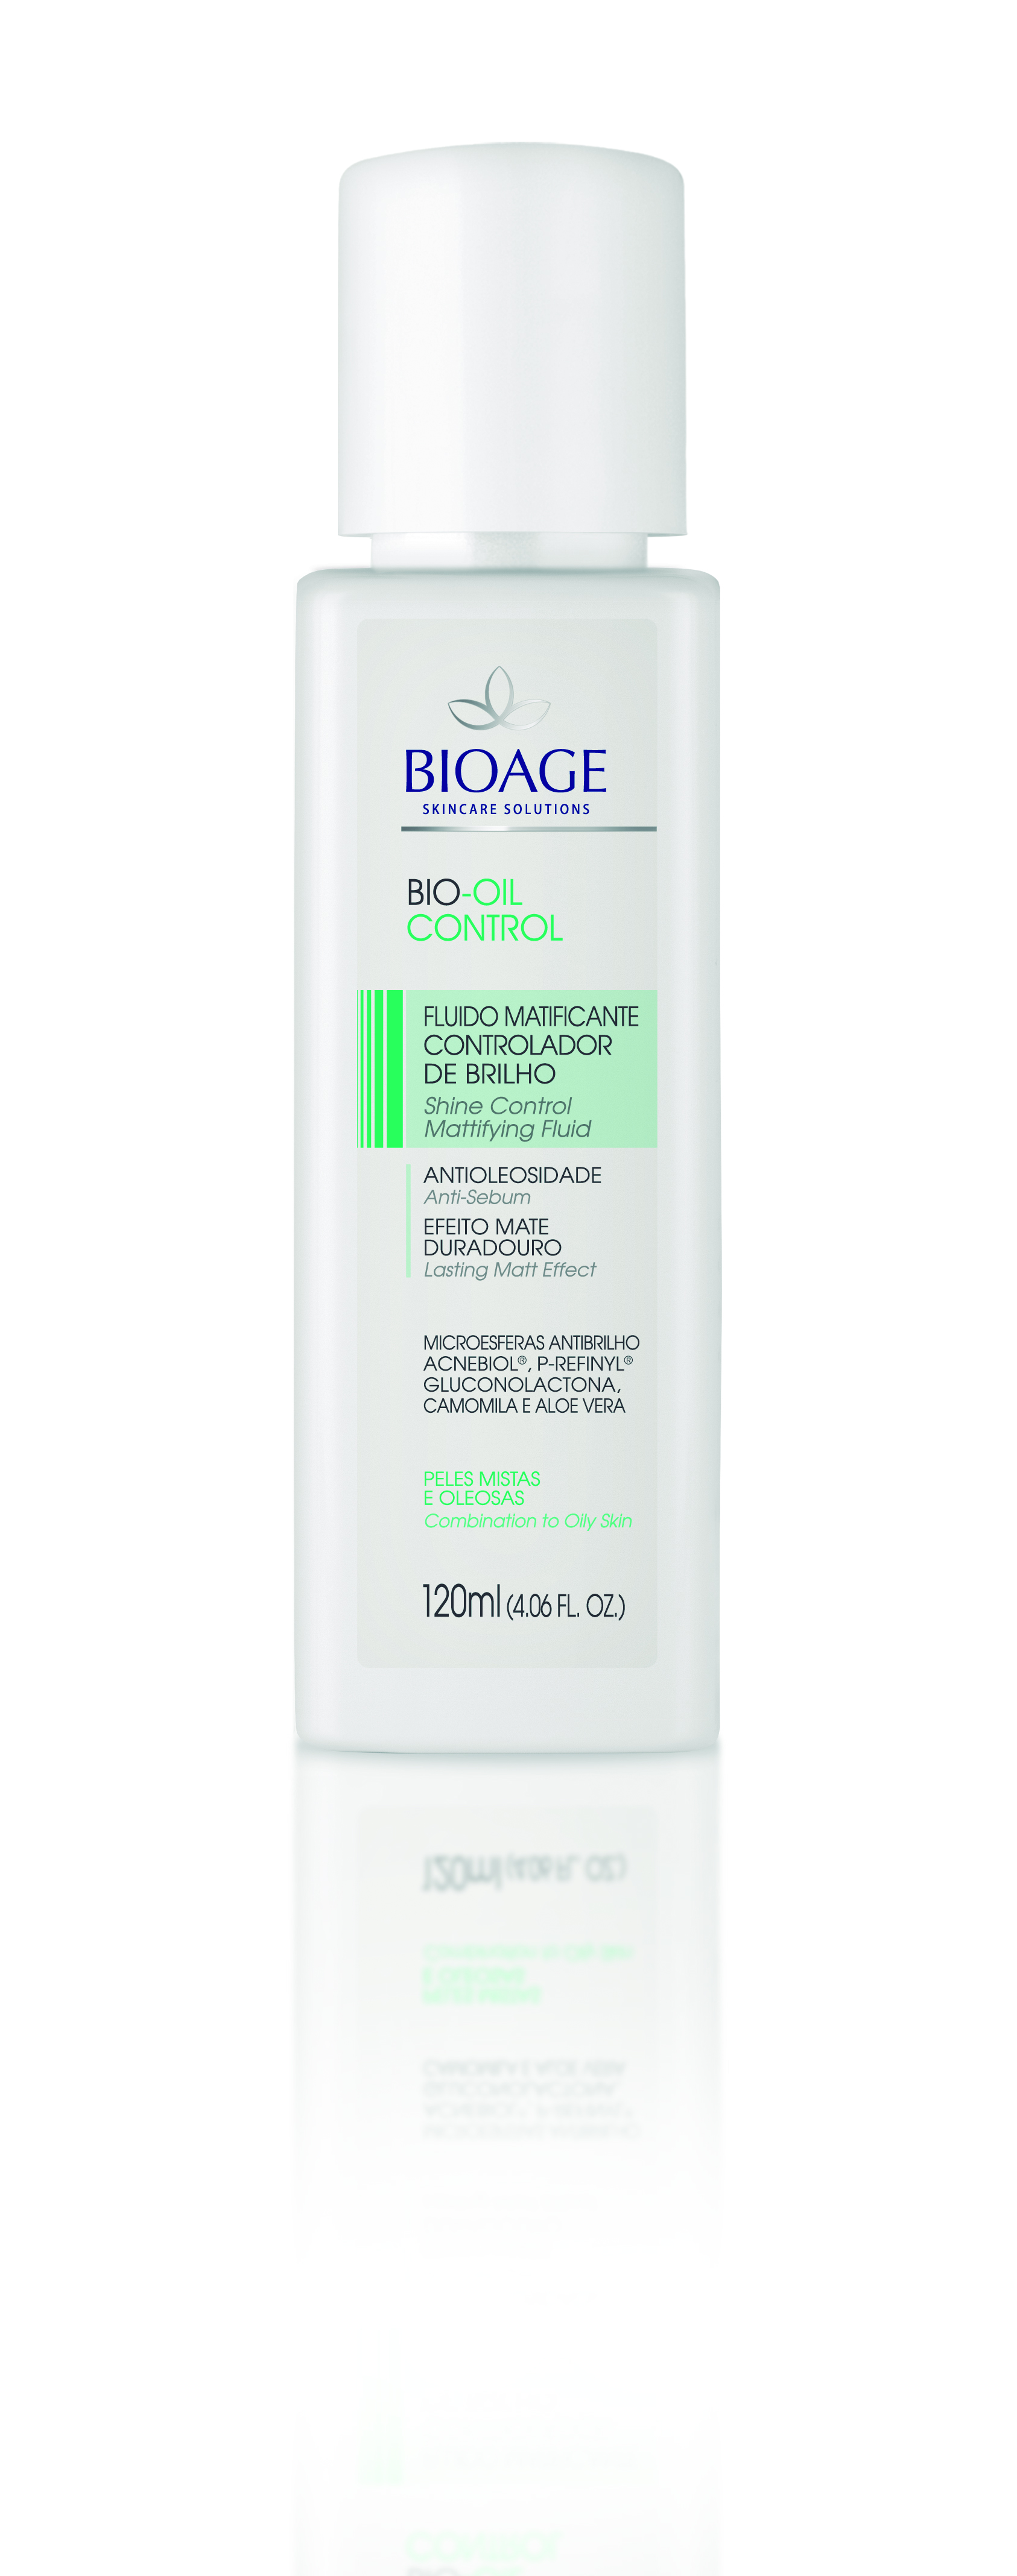 BIOAGE
SKINCARE SOLUTIONS
BIO-OIL
CONTROL
FLUIDO MATIFICANTE
CONTROLADOR
DE BRILHO
Shine Control
Mattifying Fluid
ANTIOLEOSIDADE
Anti-Sebum
EFEITO MATE
DURADOURO
Lasting Matt Effect
MICROESFERAS ANTIBRILHO
ACNEBIOL®, P-REFINYL®
GLUCONOLACTONA,
CAMOMILA E ALOE VERA
PELES MISTAS
E OLEOSAS
Combination to Oily Skin
120ml (4.06 FL. OZ.)